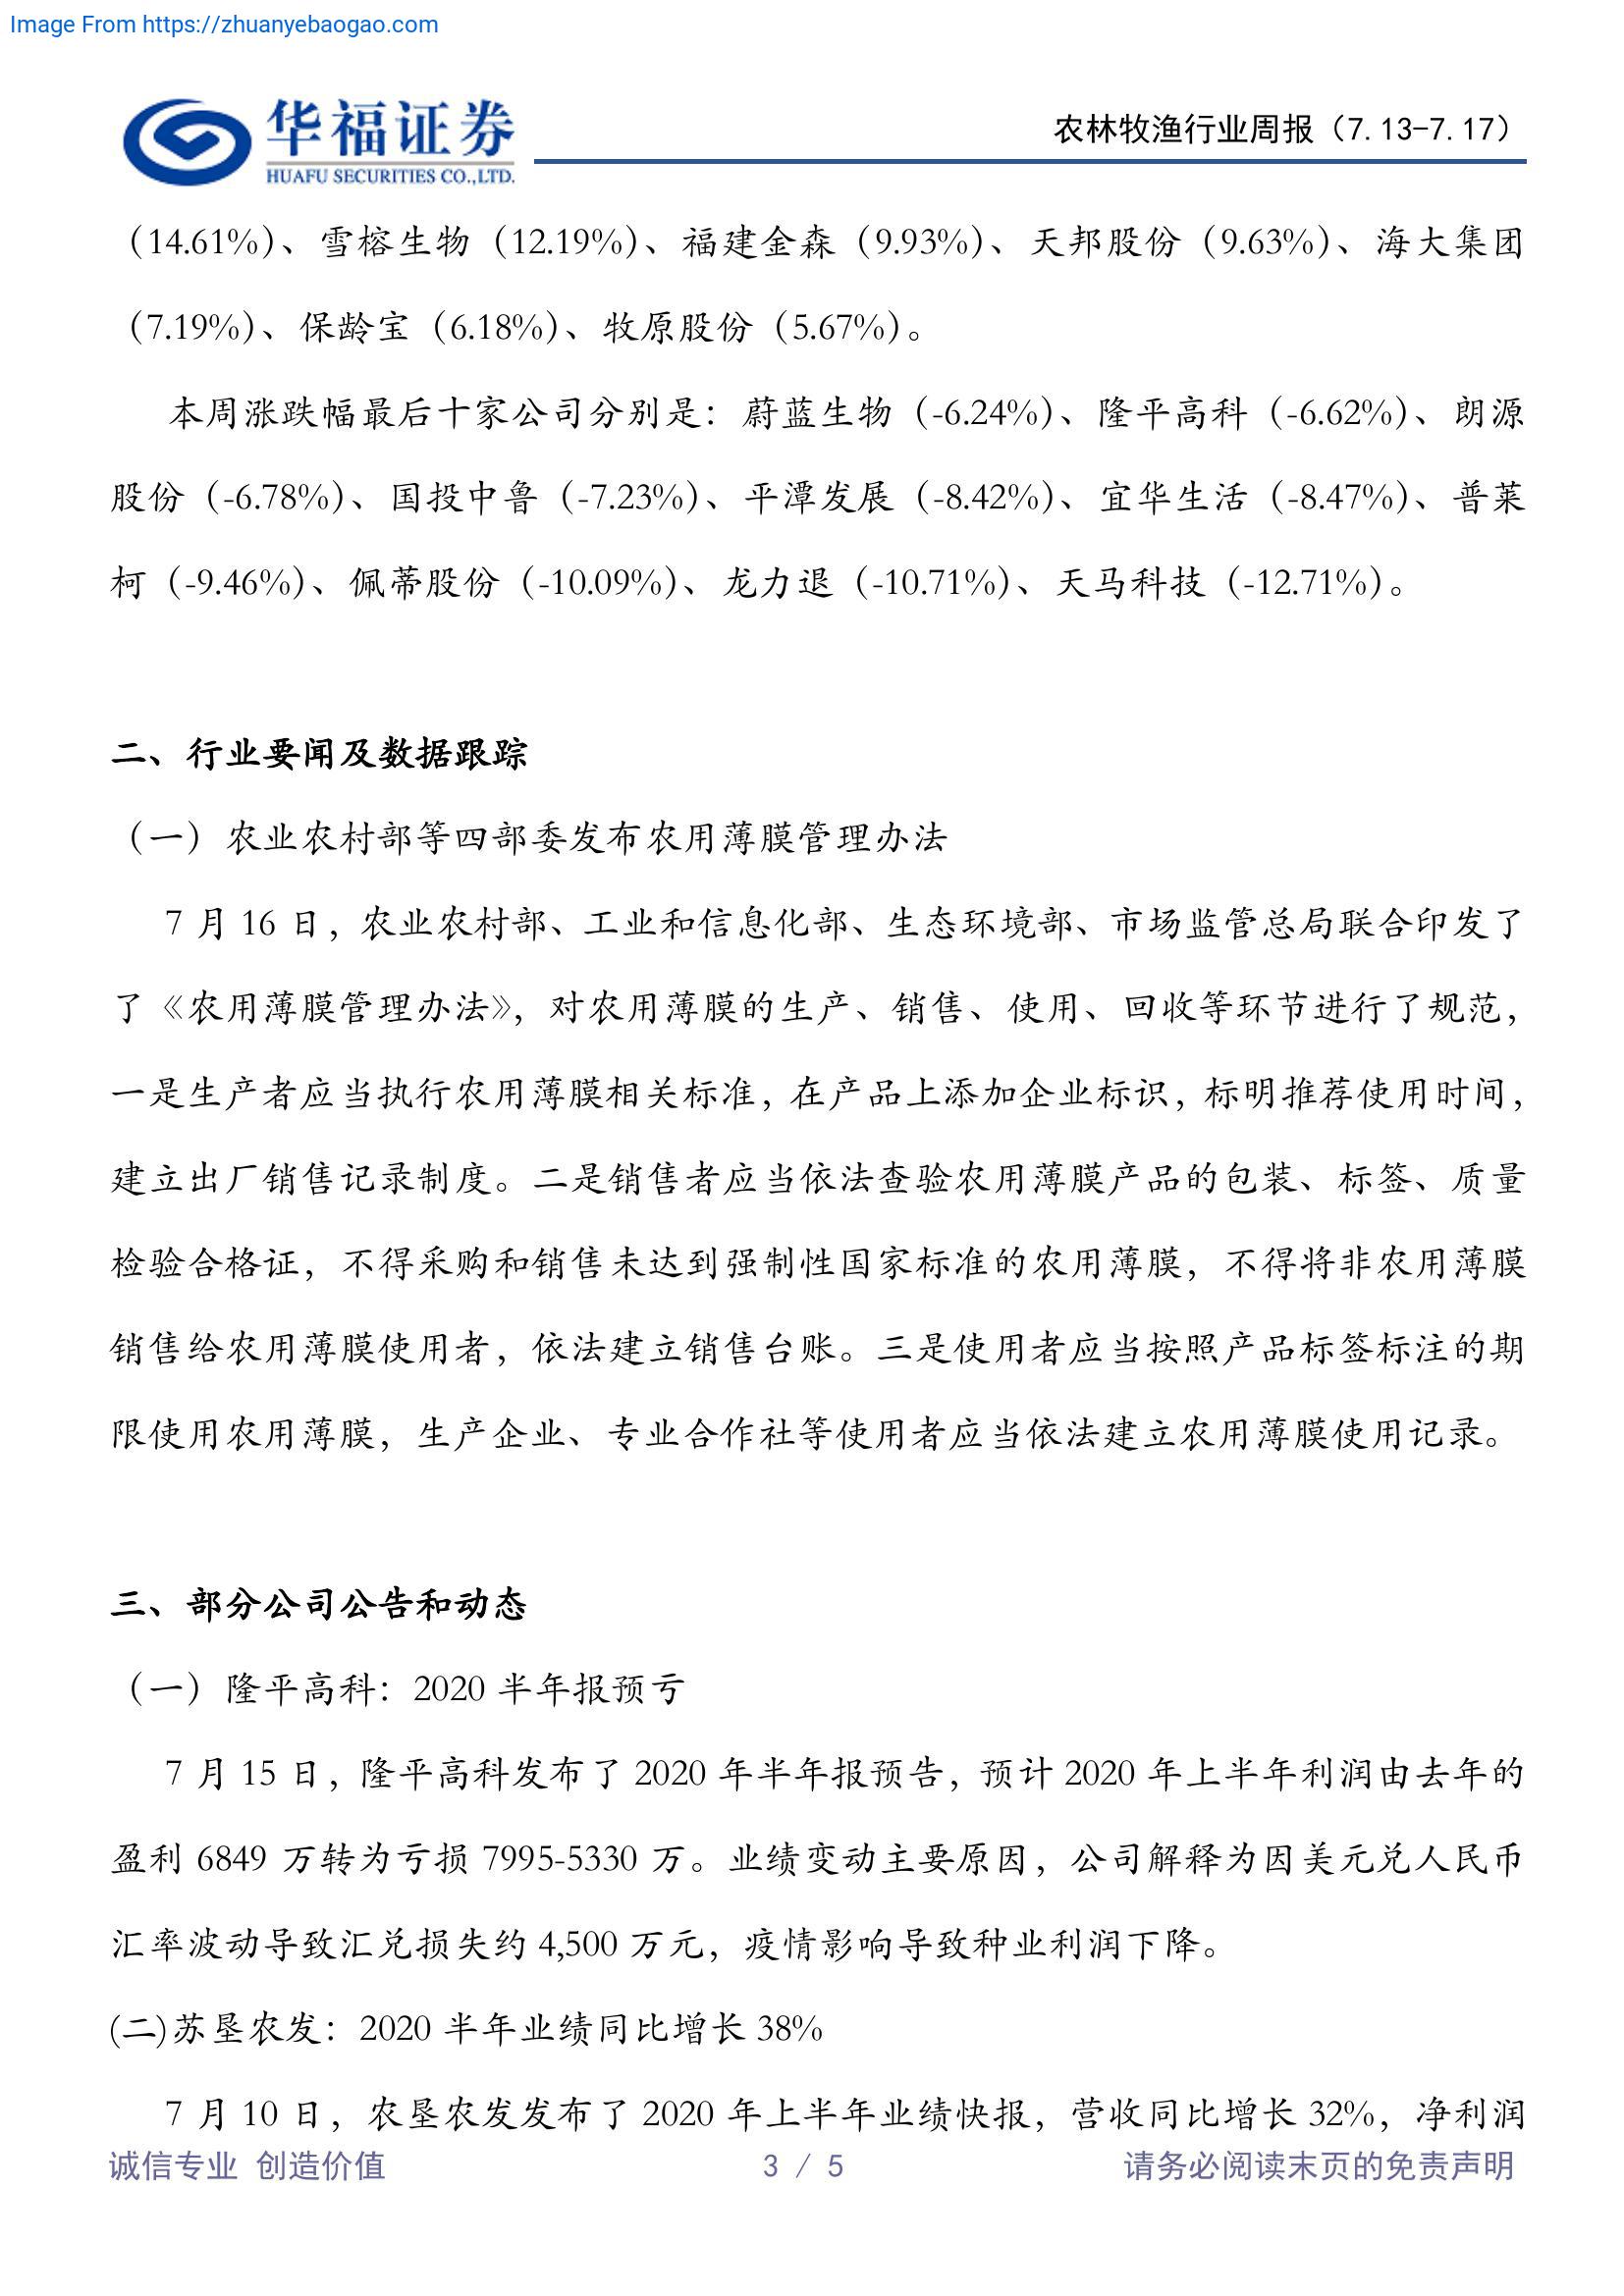 Image From https://zhuanyebaogao.com
华福证券
HUAFU SECURITIES CO.,LTD.
农林牧渔行业周报（7.13-7.17）
（14.61%）、雪榕生物（12.19%）、福建金森（9.93%）、天邦股份（9.63%）、海大集团
（7.19%）、保龄宝（6.18%）、牧原股份（5.67%）。
本周涨跌幅最后十家公司分别是：蔚蓝生物（-6.24%）、隆平高科（-6.62%）、朗源
股份（-6.78%）、国投中鲁（-7.23%）、平潭发展（-8.42%）、宜华生活（-8.47%）、普莱
柯（-9.46%）、佩蒂股份（-10.09%）、龙力退（-10.71%）、天马科技（-12.71%）。
二、行业要闻及数据跟踪
（一）农业农村部等四部委发布农用薄膜管理办法
7 月 16 日，农业农村部、工业和信息化部、生态环境部、市场监管总局联合印发了
了《农用薄膜管理办法》，对农用薄膜的生产、销售、使用、回收等环节进行了规范，
一是生产者应当执行农用薄膜相关标准，在产品上添加企业标识，标明推荐使用时间，
建立出厂销售记录制度。二是销售者应当依法查验农用薄膜产品的包装、标签、质量
检验合格证，不得采购和销售未达到强制性国家标准的农用薄膜，不得将非农用薄膜
销售给农用薄膜使用者，依法建立销售台账。三是使用者应当按照产品标签标注的期
限使用农用薄膜，生产企业、专业合作社等使用者应当依法建立农用薄膜使用记录。
三、部分公司公告和动态
（一）隆平高科：2020 半年报预亏
7 月 15 日，隆平高科发布了 2020 年半年报预告，预计 2020 年上半年利润由去年的
盈利 6849 万转为亏损 7995-5330 万。业绩变动主要原因，公司解释为因美元兑人民币
汇率波动导致汇兑损失约 4,500 万元，疫情影响导致种业利润下降。
(二)苏垦农发：2020 半年业绩同比增长 38%
7 月 10 日，农垦农发发布了 2020 年上半年业绩快报，营收同比增长 32%，净利润
诚信专业 创造价值
3 / 5
请务必阅读末页的免责声明